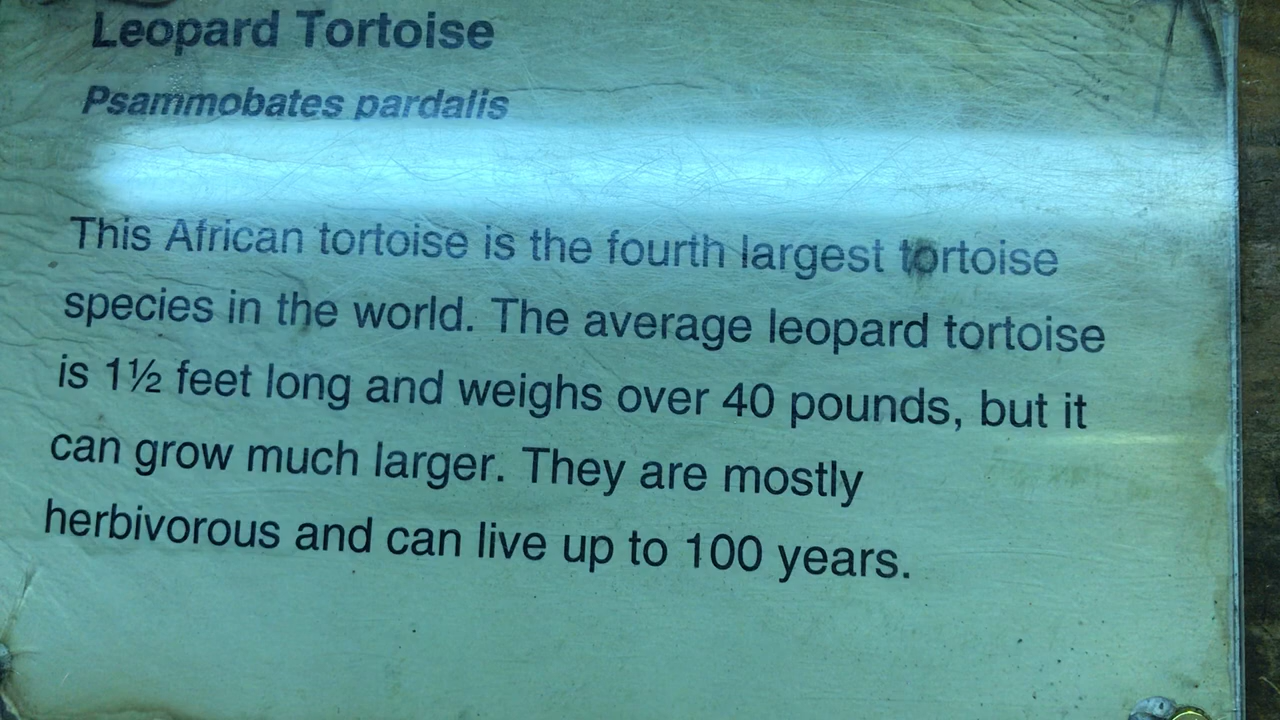 Leopard Tortoise
Psammobates pardalis
This African tortoise is the fourth largest tortoise
species in the world. The average leopard tortoise
is 1½ feet long and weighs over 40 pounds, but it
can grow much larger. They are mostly
herbivorous and can live up to 100 years.